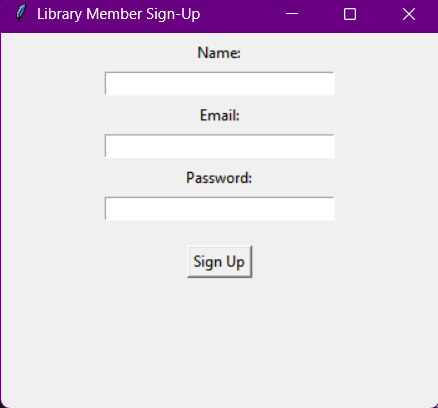 Library Member Sign-Up
Name:
Email:
Password:
Sign Up